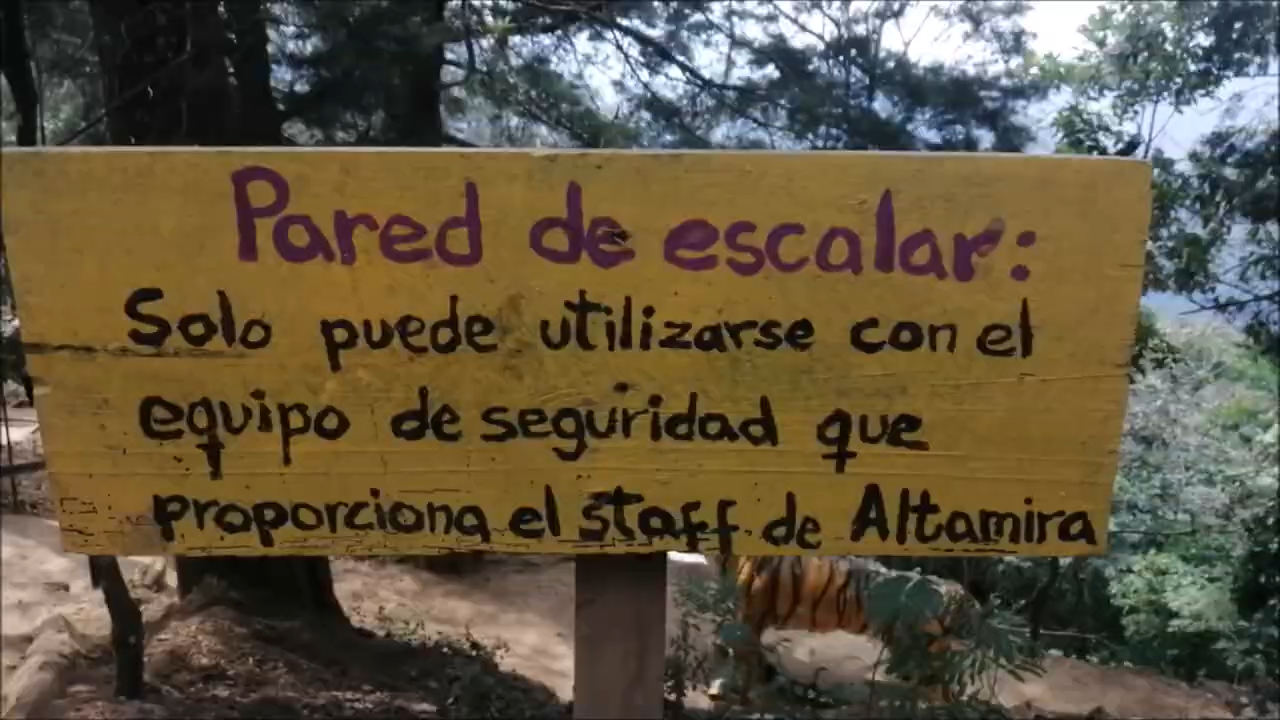 Pared de escalar:
Solo puede utilizarse con el
equipo de seguridad que
proporciona el staff de Altamira